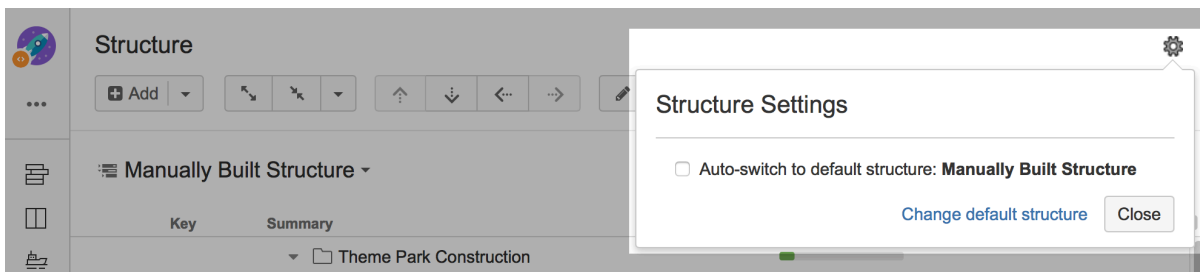 Structure
Add
Structure Settings
Manually Built Structure
Auto-switch to default structure: Manually Built Structure
Change default structure
Close
Key Summary
Theme Park Construction